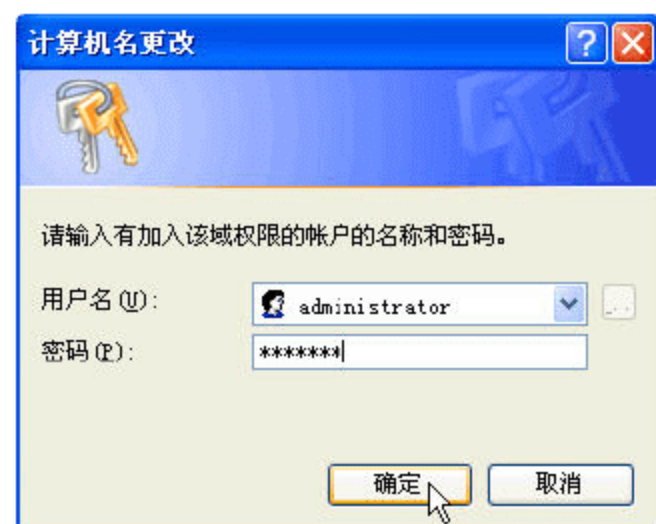 计算机名更改
请输入有加入该域权限的帐户的名称和密码。
用户名(U):
administrator
密码(P):
*******
确定
取消